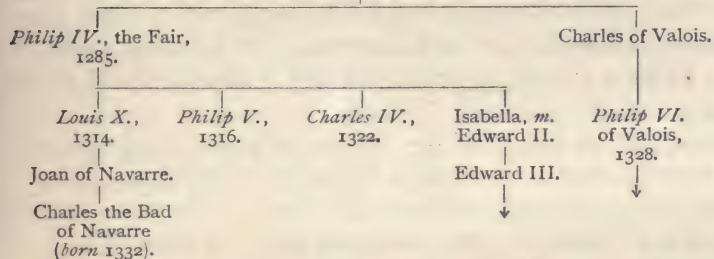 Philip IV., the Fair,
1285.
Charles of Valois.
Louis X.,
1314.
Philip V.,
1316.
Charles IV.,
1322.
Isabella, m.
Edward II.
Philip VI.
of Valois,
1328.
Joan of Navarre.
Edward III.
Charles the Bad
of Navarre
(born 1332).